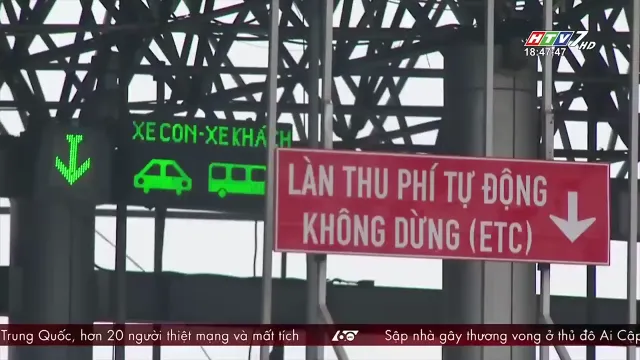 HTV7 HD
18:47:47
XE CON-XE KHÁCH
LÀN THU PHÍ TỰ ĐỘNG
KHÔNG DỪNG (ETC)
Trung Quốc, hơn 20 người thiệt mạng và mất tích
60
Sập nhà gây thương vong ở thủ đô Ai Cập